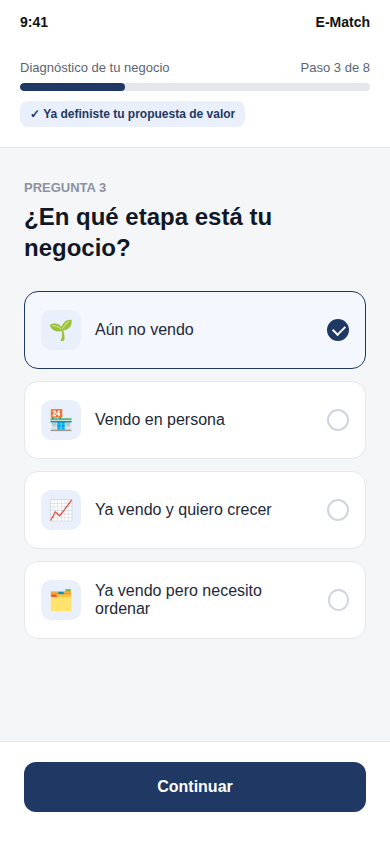 9:41
E-Match
Diagnóstico de tu negocio
Paso 3 de 8
✓ Ya definiste tu propuesta de valor
PREGUNTA 3
¿En qué etapa está tu
negocio?
Aún no vendo
Vendo en persona
Ya vendo y quiero crecer
Ya vendo pero necesito
ordenar
Continuar